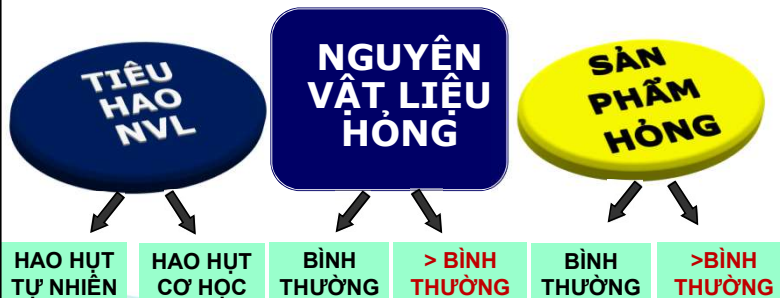 TIÊU
HAO
NVL
NGUYÊN
VẬT LIỆU
HỎNG
SẢN
PHẨM
HỎNG
HAO HỤT
TỰ NHIÊN
HAO HỤT
CƠ HỌC
BÌNH
THƯỜNG
> BÌNH
THƯỜNG
BÌNH
THƯỜNG
>BÌNH
THƯỜNG